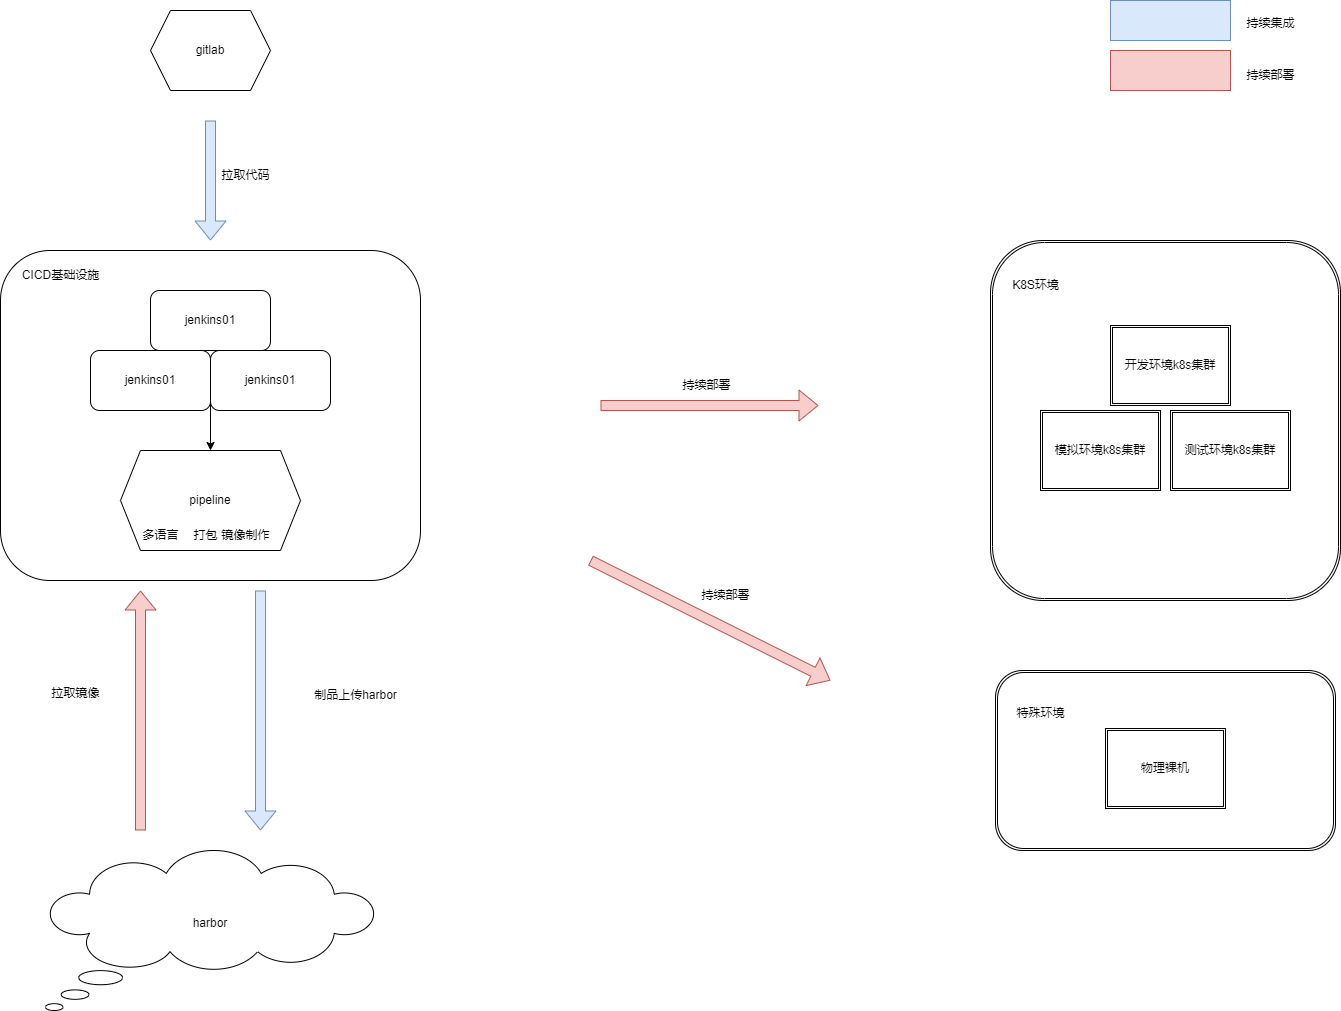 gitlab
持续集成
持续部署
拉取代码
CICD基础设施
jenkins01
jenkins01
jenkins01
pipeline
多语言
打包
镜像制作
持续部署
持续部署
K8S环境
开发环境k8s集群
模拟环境k8s集群
测试环境k8s集群
拉取镜像
制品上传harbor
特殊环境
物理裸机
harbor